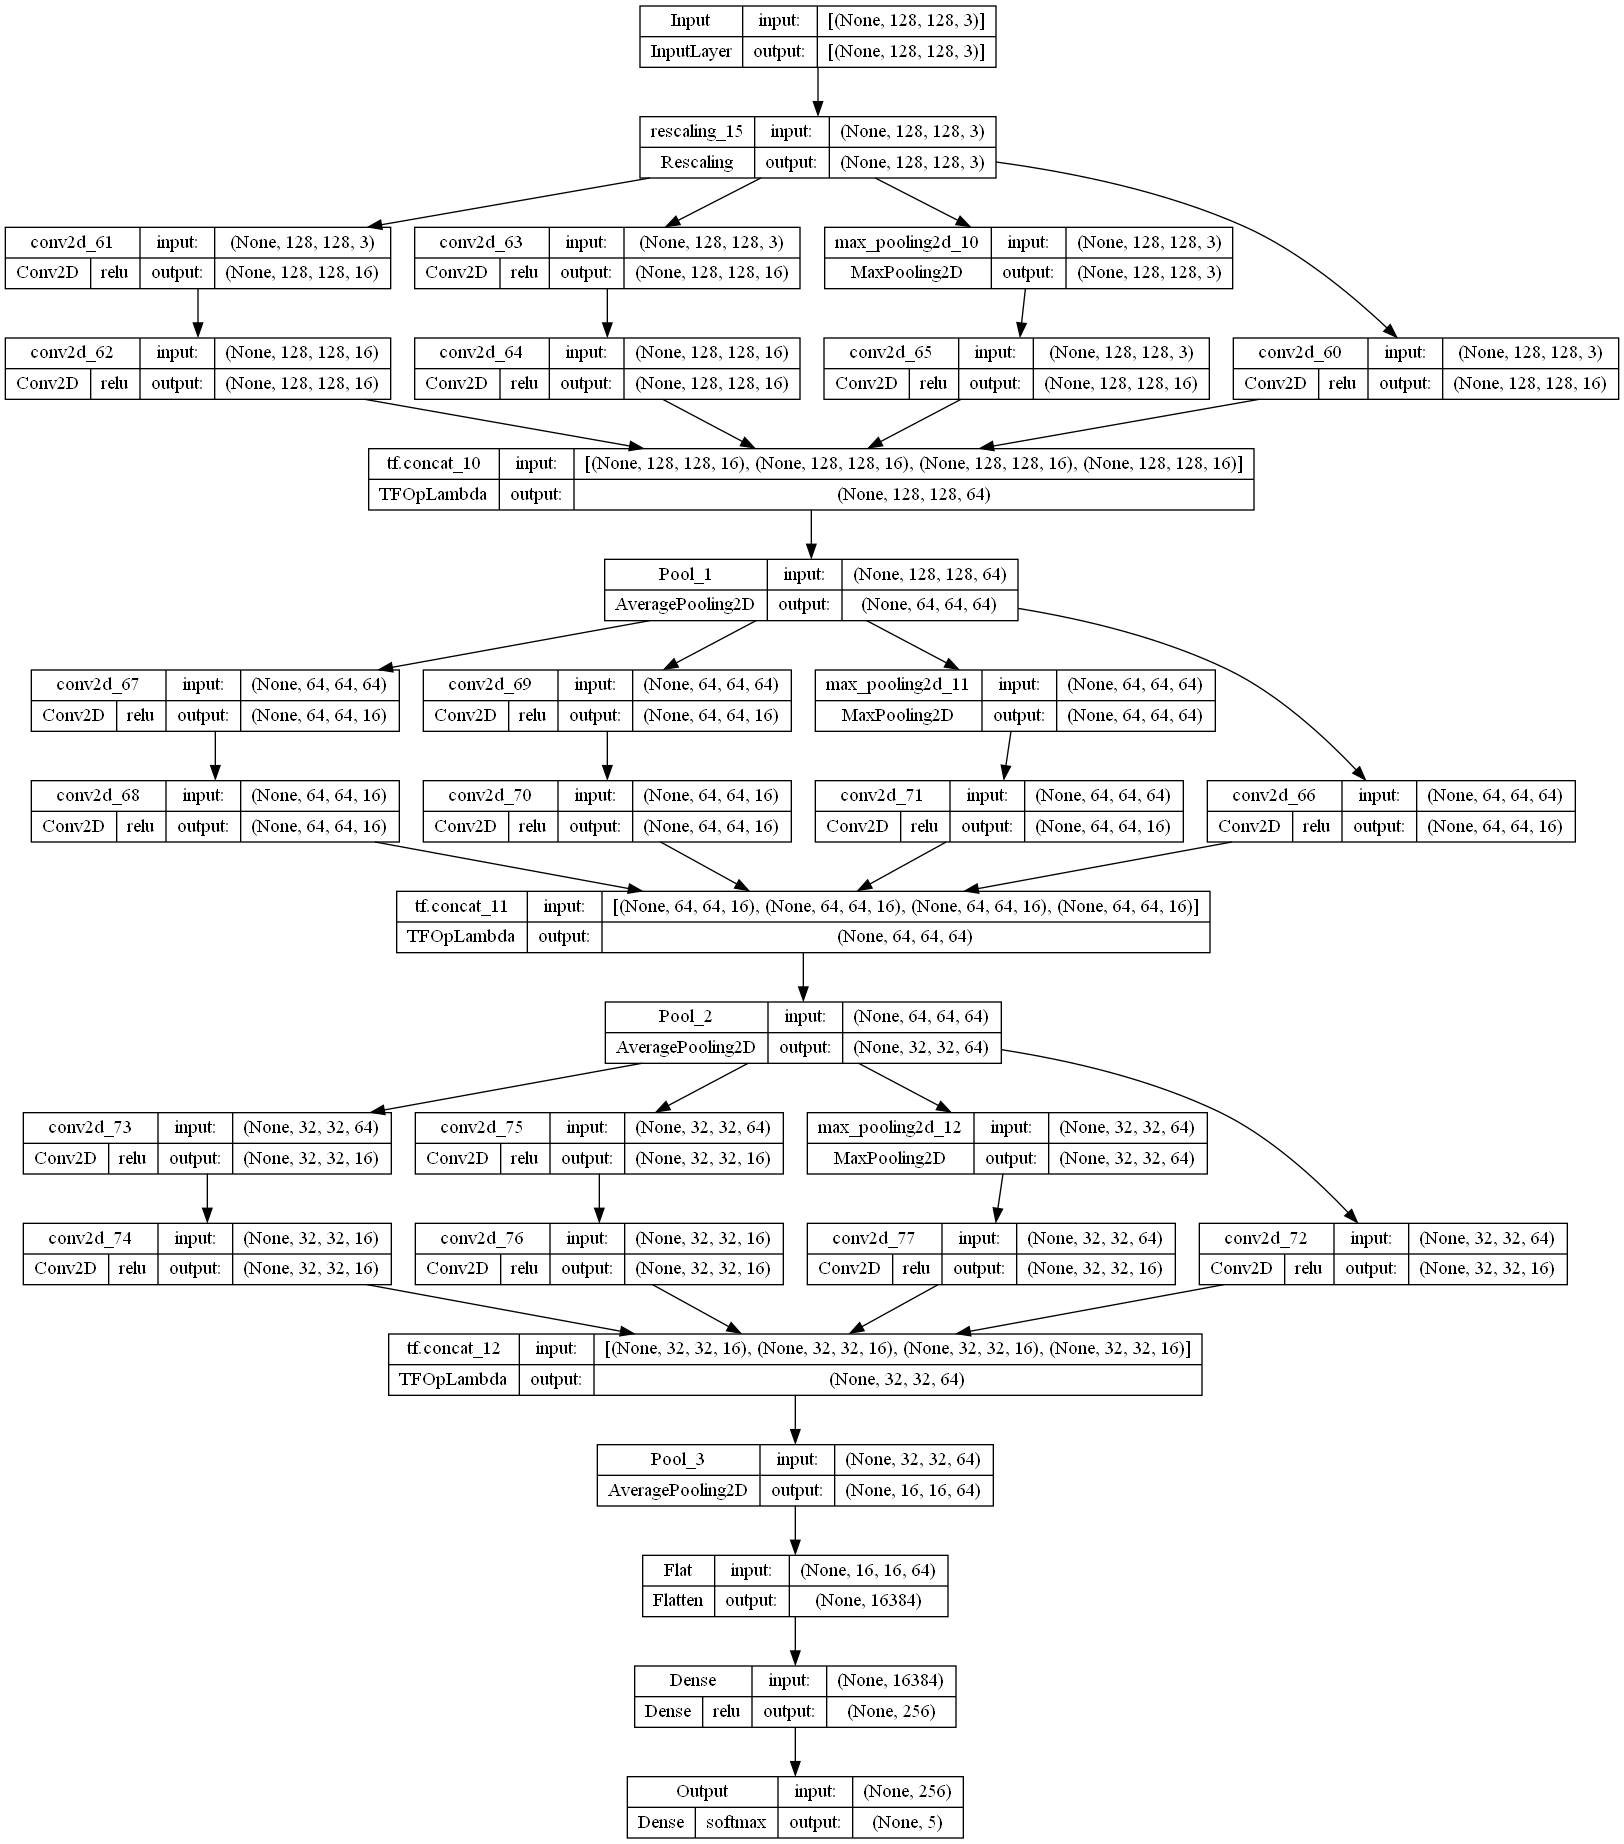 Input input: [(None, 128, 128, 3)]
InputLayer output: [(None, 128, 128, 3)]
rescaling_15 input: (None, 128, 128, 3)
Rescaling output: (None, 128, 128, 3)
conv2d_61 input: (None, 128, 128, 3)
Conv2D relu output: (None, 128, 128, 16)
conv2d_63 input: (None, 128, 128, 3)
Conv2D relu output: (None, 128, 128, 16)
max_pooling2d_10 input: (None, 128, 128, 3)
MaxPooling2D output: (None, 128, 128, 3)
conv2d_62 input: (None, 128, 128, 16)
Conv2D relu output: (None, 128, 128, 16)
conv2d_64 input: (None, 128, 128, 16)
Conv2D relu output: (None, 128, 128, 16)
conv2d_65 input: (None, 128, 128, 3)
Conv2D relu output: (None, 128, 128, 16)
conv2d_60 input: (None, 128, 128, 3)
Conv2D relu output: (None, 128, 128, 16)
tf.concat_10 input: [(None, 128, 128, 16), (None, 128, 128, 16), (None, 128, 128, 16), (None, 128, 128, 16)]
TFOpLambda output: (None, 128, 128, 64)
Pool_1 input: (None, 128, 128, 64)
AveragePooling2D output: (None, 64, 64, 64)
conv2d_67 input: (None, 64, 64, 64)
Conv2D relu output: (None, 64, 64, 16)
conv2d_69 input: (None, 64, 64, 64)
Conv2D relu output: (None, 64, 64, 16)
max_pooling2d_11 input: (None, 64, 64, 64)
MaxPooling2D output: (None, 64, 64, 64)
conv2d_68 input: (None, 64, 64, 16)
Conv2D relu output: (None, 64, 64, 16)
conv2d_70 input: (None, 64, 64, 16)
Conv2D relu output: (None, 64, 64, 16)
conv2d_71 input: (None, 64, 64, 64)
Conv2D relu output: (None, 64, 64, 16)
conv2d_66 input: (None, 64, 64, 64)
Conv2D relu output: (None, 64, 64, 16)
tf.concat_11 input: [(None, 64, 64, 16), (None, 64, 64, 16), (None, 64, 64, 16), (None, 64, 64, 16)]
TFOpLambda output: (None, 64, 64, 64)
Pool_2 input: (None, 64, 64, 64)
AveragePooling2D output: (None, 32, 32, 64)
conv2d_73 input: (None, 32, 32, 64)
Conv2D relu output: (None, 32, 32, 16)
conv2d_75 input: (None, 32, 32, 64)
Conv2D relu output: (None, 32, 32, 16)
max_pooling2d_12 input: (None, 32, 32, 64)
MaxPooling2D output: (None, 32, 32, 64)
conv2d_74 input: (None, 32, 32, 16)
Conv2D relu output: (None, 32, 32, 16)
conv2d_76 input: (None, 32, 32, 16)
Conv2D relu output: (None, 32, 32, 16)
conv2d_77 input: (None, 32, 32, 64)
Conv2D relu output: (None, 32, 32, 16)
conv2d_72 input: (None, 32, 32, 64)
Conv2D relu output: (None, 32, 32, 16)
tf.concat_12 input: [(None, 32, 32, 16), (None, 32, 32, 16), (None, 32, 32, 16), (None, 32, 32, 16)]
TFOpLambda output: (None, 32, 32, 64)
Pool_3 input: (None, 32, 32, 64)
AveragePooling2D output: (None, 16, 16, 64)
Flat input: (None, 16, 16, 64)
Flatten output: (None, 16384)
Dense input: (None, 16384)
Dense relu output: (None, 256)
Output input: (None, 256)
Dense softmax output: (None, 5)